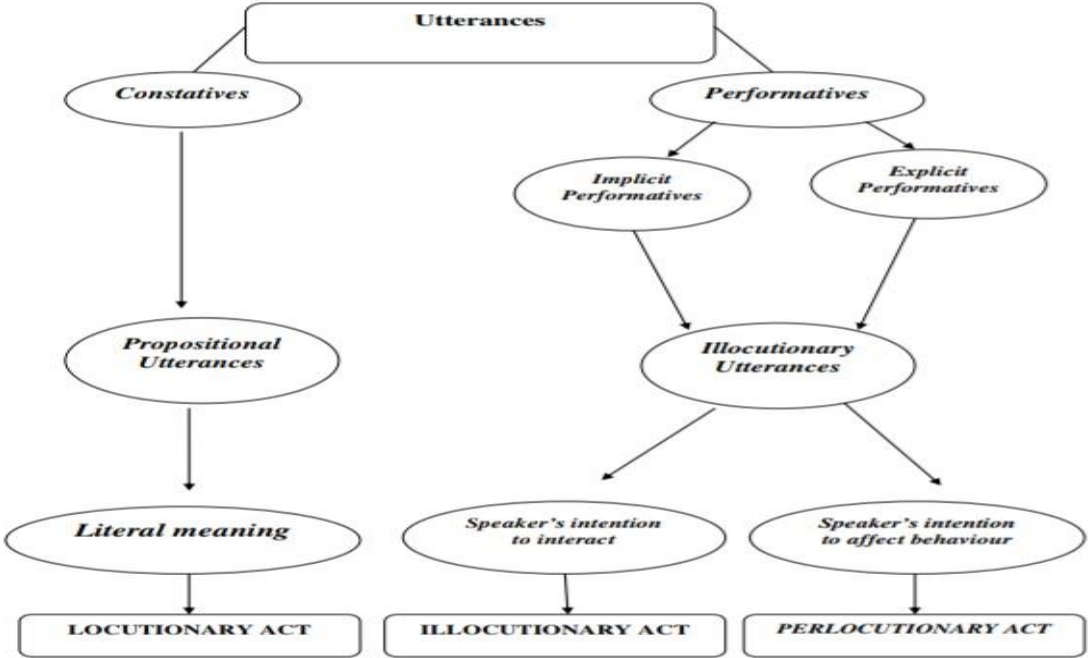 Utterances
Constatives
Performatives
Implicit
Performatives
Explicit
Performatives
Propositional
Utterances
Illocutionary
Utterances
Literal meaning
Speaker's intention
to interact
Speaker's intention
to affect behaviour
LOCUTIONARY ACT
ILLOCUTIONARY ACT
PERLOCUTIONARY ACT